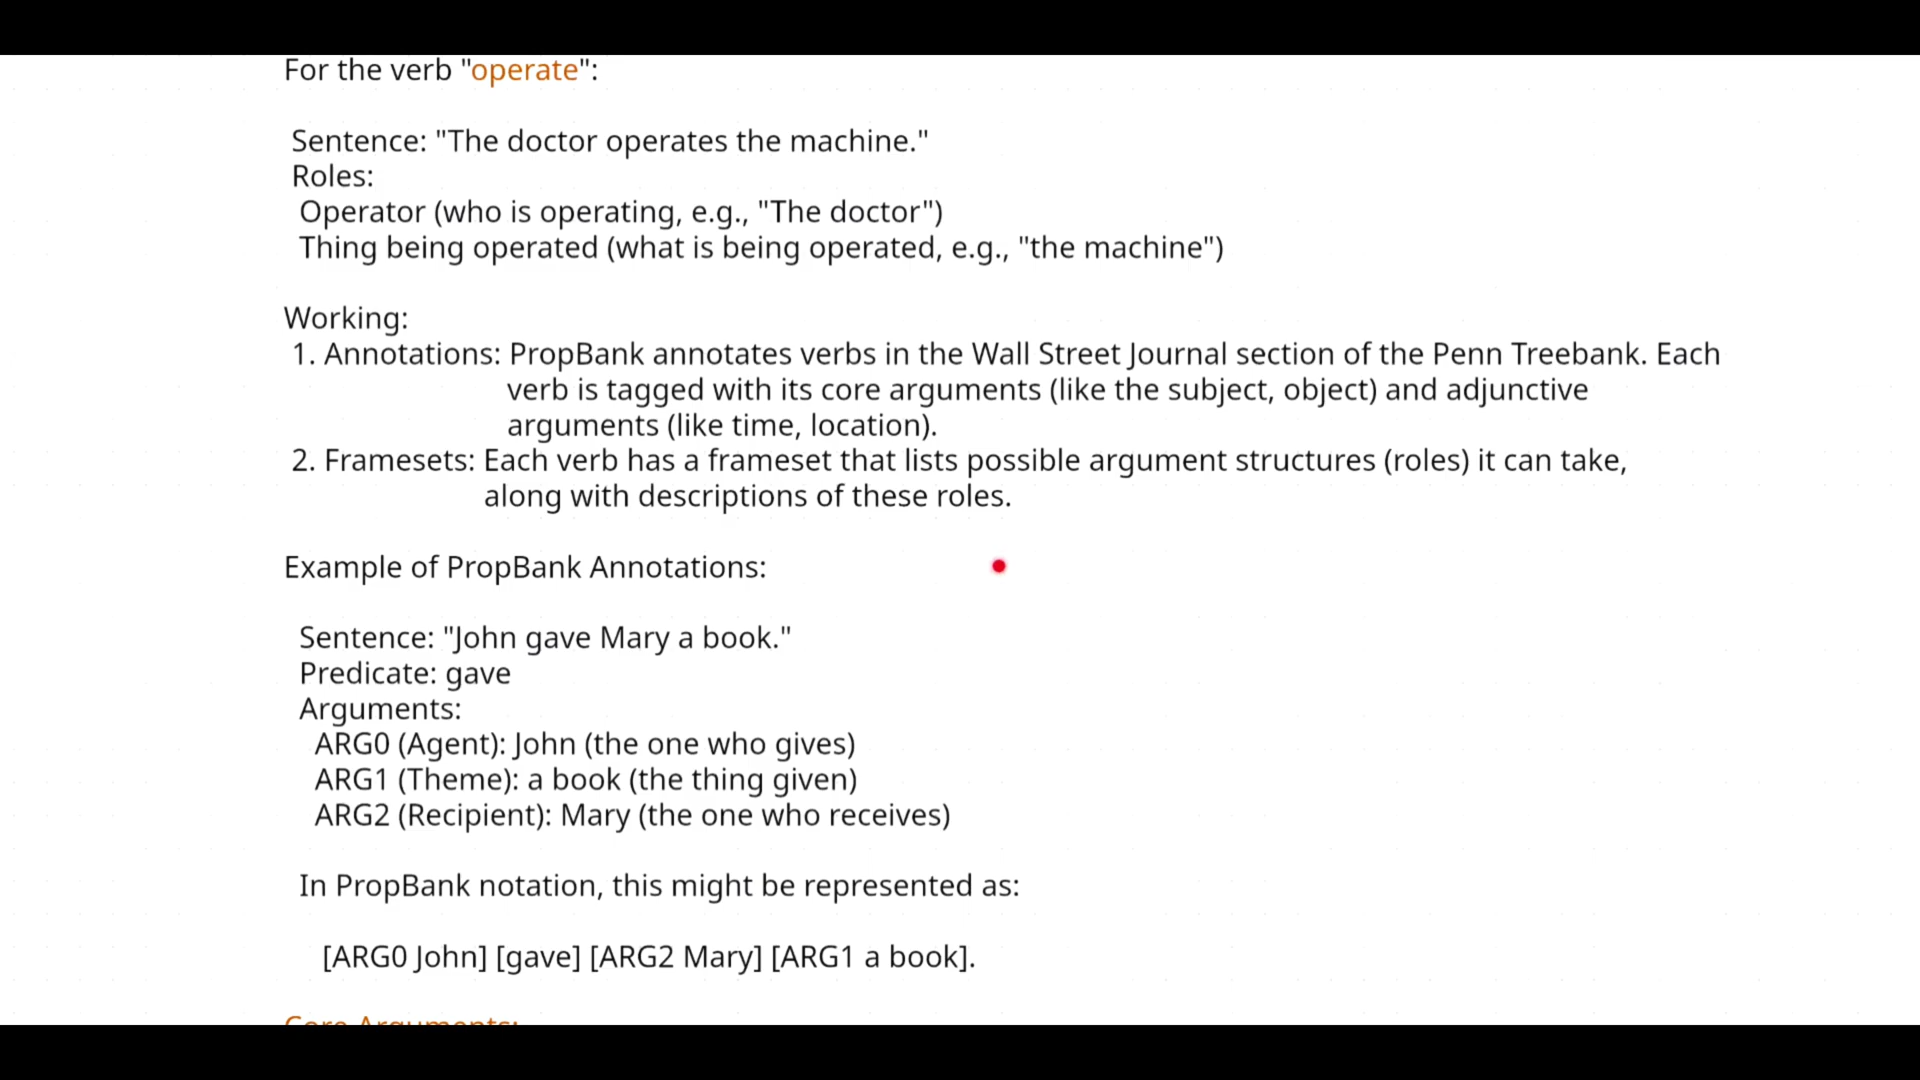 For the verb "operate":
Sentence: "The doctor operates the machine."
Roles:
Operator (who is operating, e.g., "The doctor")
Thing being operated (what is being operated, e.g., "the machine")
Working:
1. Annotations: PropBank annotates verbs in the Wall Street Journal section of the Penn Treebank. Each
verb is tagged with its core arguments (like the subject, object) and adjunctive
arguments (like time, location).
2. Framesets: Each verb has a frameset that lists possible argument structures (roles) it can take,
along with descriptions of these roles.
Example of PropBank Annotations:
Sentence: "John gave Mary a book."
Predicate: gave
Arguments:
ARG0 (Agent): John (the one who gives)
ARG1 (Theme): a book (the thing given)
ARG2 (Recipient): Mary (the one who receives)
In PropBank notation, this might be represented as:
[ARG0 John] [gave] [ARG2 Mary] [ARG1 a book].
Core Arguments: